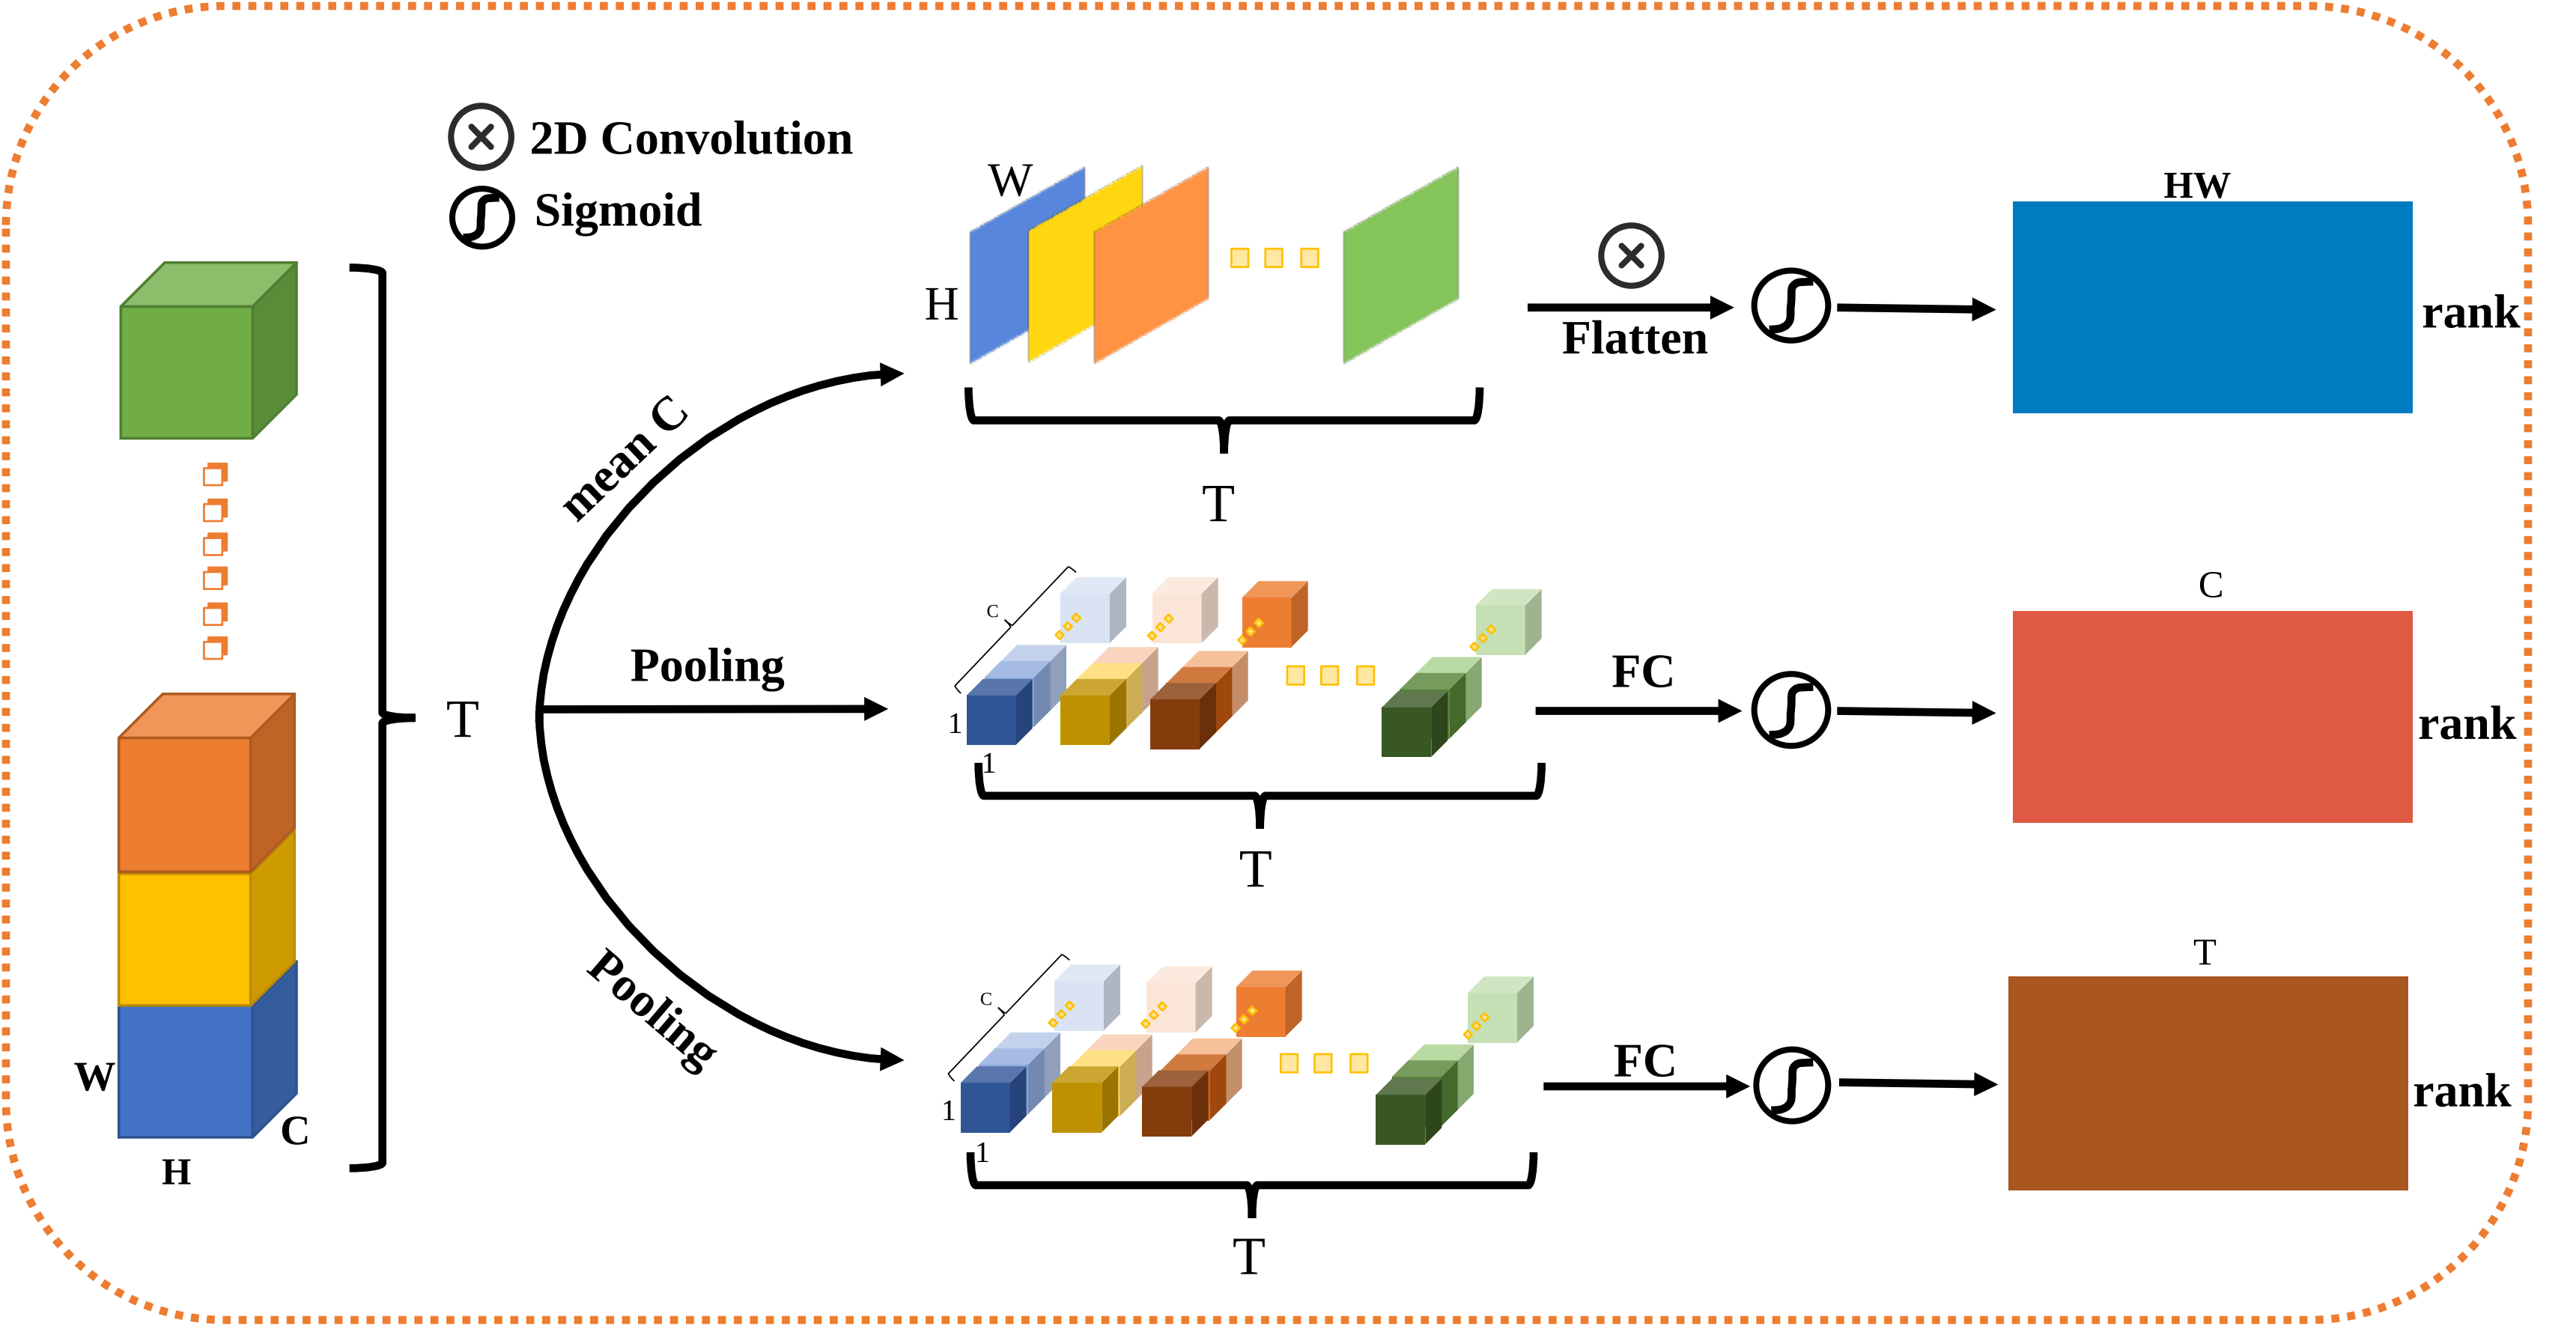 2D Convolution
Sigmoid
W
H
C
T
mean C
Pooling
Pooling
W
H
T
Flatten
HW
rank
C
1
1
T
FC
C
rank
C
1
1
T
FC
T
rank